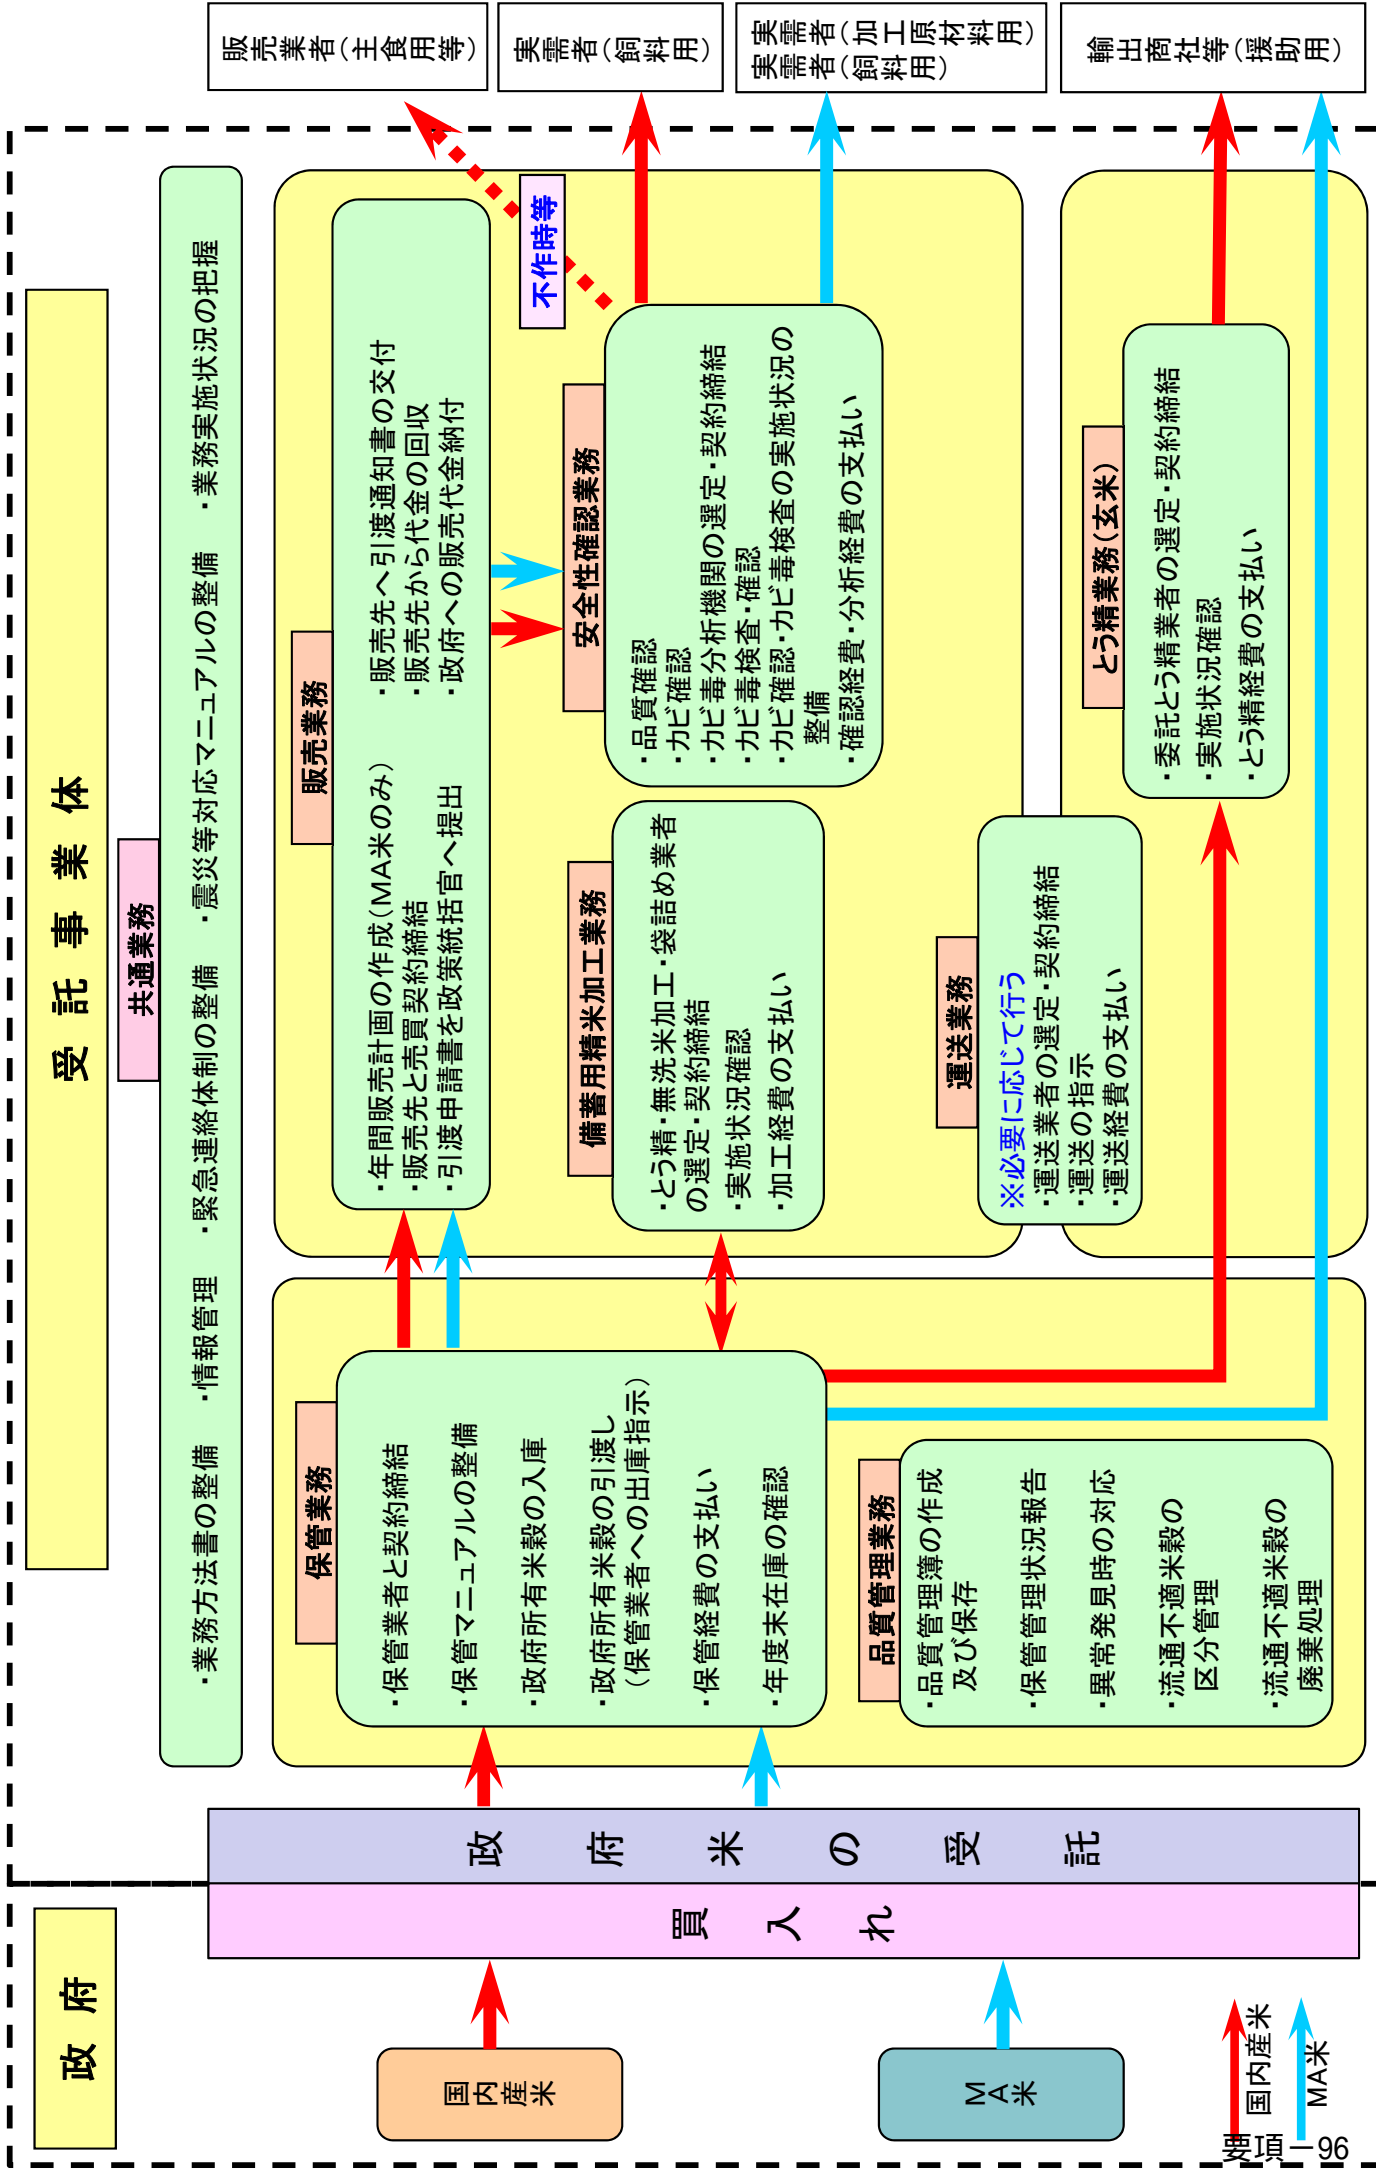 政府
受託事業体
共通業務
・業務方法書の整備　・情報管理　・緊急連絡体制の整備　・震災等対応マニュアルの整備　・業務実施状況の把握
国内産米
MA米
買入れ
政府米の受託
保管業務
・保管業者と契約締結
・保管マニュアルの整備
・政府所有米穀の入庫
・政府所有米穀の引渡し
（保管業者への出庫指示）
・保管経費の支払い
・年度末在庫の確認
品質管理業務
・品質管理簿の作成
及び保存
・保管管理状況報告
・異常発見時の対応
・流通不適米穀の
区分管理
・流通不適米穀の
廃棄処理
販売業務
・年間販売計画の作成（MA米のみ）
・販売先と売買契約締結
・引渡申請書を政策統括官へ提出
・販売先へ引渡通知書の交付
・販売先から代金の回収
・政府への販売代金納付
備蓄用精米加工業務
・とう精・無洗米加工・袋詰め業者
の選定・契約締結
・実施状況確認
・加工経費の支払い
安全性確認業務
・品質確認
・カビ確認
・カビ毒分析機関の選定・契約締結
・カビ毒検査・確認
・カビ確認・カビ毒検査の実施状況の
整備
・確認経費・分析経費の支払い
不作時等
運送業務
※必要に応じて行う
・運送業者の選定・契約締結
・運送の指示
・運送経費の支払い
とう精業務（玄米）
・委託とう精業者の選定・契約締結
・実施状況確認
・とう精経費の支払い
販売業者（主食用等）
実需者（飼料用）
実需者（加工原材料用）
実需者（飼料用）
輸出商社等（援助用）
国内産米
MA米
要項－96